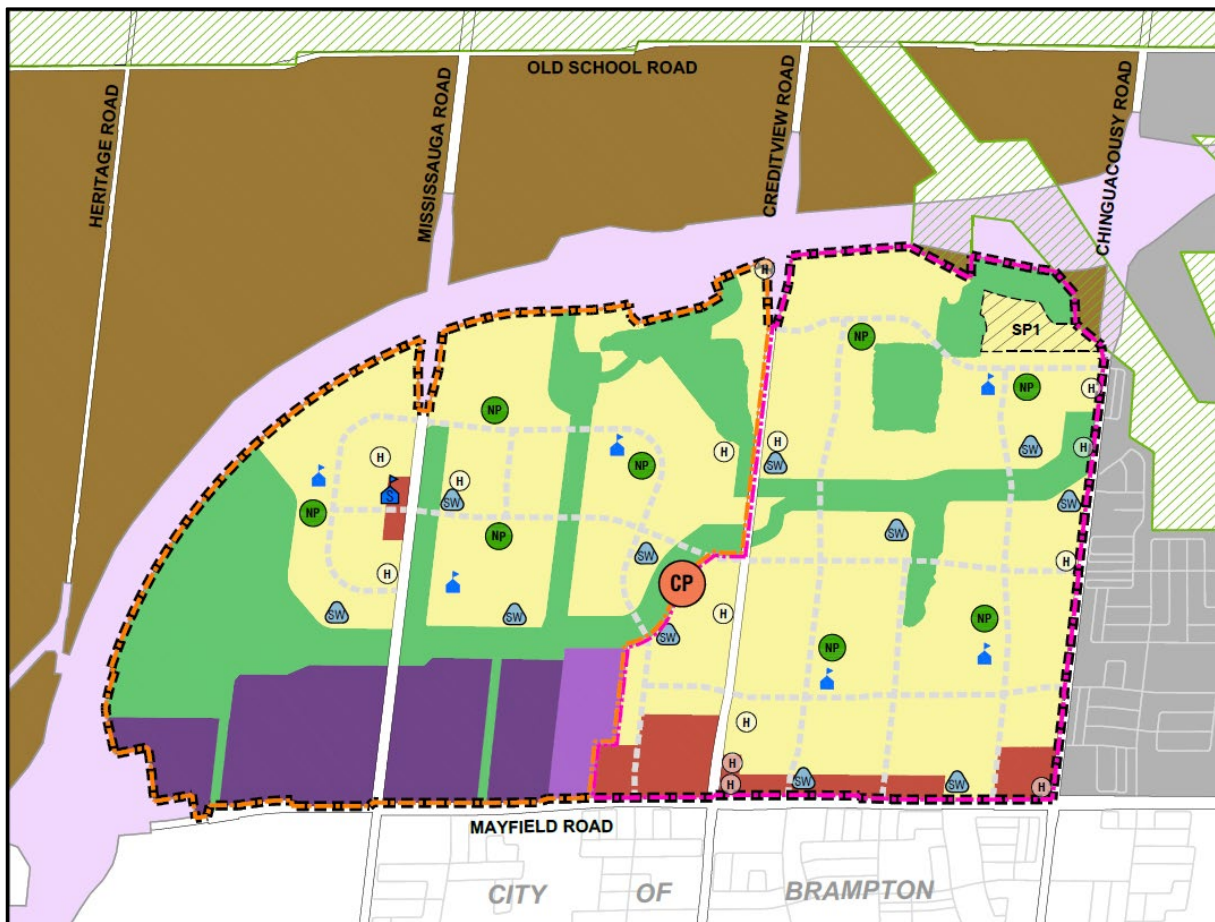 OLD SCHOOL ROAD
HERITAGE ROAD
MISSISSAUGA ROAD
CREDITVIEW ROAD
CHINGUACOUSY ROAD
H
SP1
NP
NP
H
NP
H
H
H
SW
NP
H
H
S
SW
SW
NP
NP
SW
SW
H
H
CP
SW
SW
H
SW
NP
SW
NP
H
H
H
SW
SW
H
MAYFIELD ROAD
CITY OF BRAMPTON